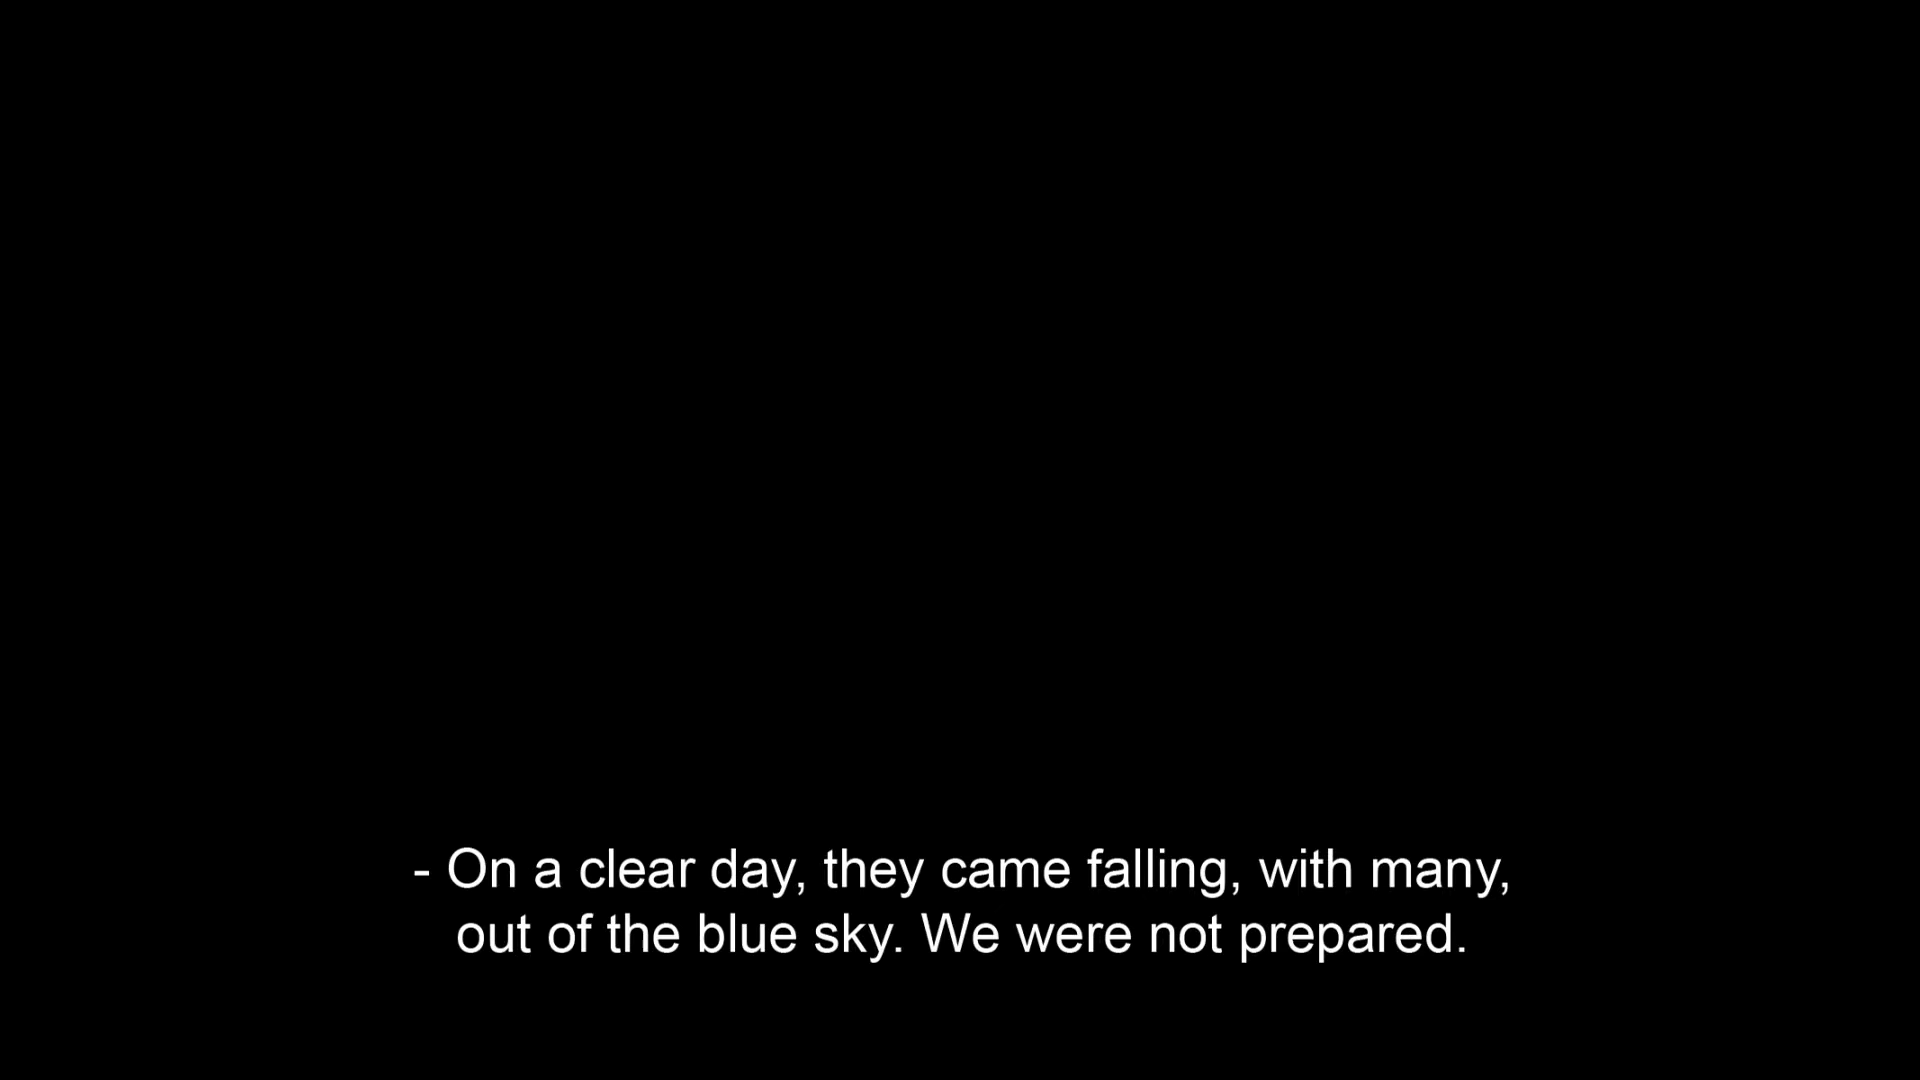 - On a clear day, they came falling, with many,
out of the blue sky. We were not prepared.